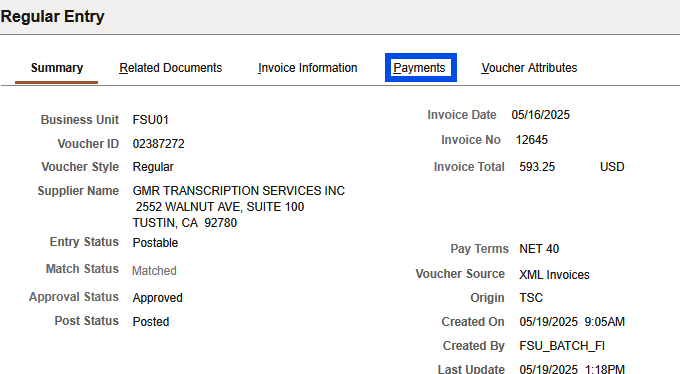 Regular Entry
Summary Related Documents Invoice Information Payments Voucher Attributes
Business Unit FSU01 Invoice Date 05/16/2025
Voucher ID 02387272 Invoice No 12645
Voucher Style Regular Invoice Total 593.25 USD
Supplier Name GMR TRANSCRIPTION SERVICES INC
2552 WALNUT AVE, SUITE 100
TUSTIN, CA 92780
Entry Status Postable Pay Terms NET 40
Match Status Matched Voucher Source XML Invoices
Approval Status Approved Origin TSC
Post Status Posted Created On 05/19/2025 9:05AM
Created By FSU_BATCH_FI
Last Update 05/19/2025 1:18PM